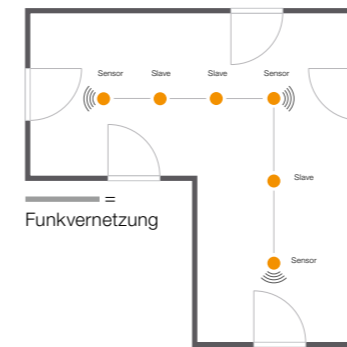 Sensor Slave Slave Sensor
Slave
=
Funkvernetzung
Sensor